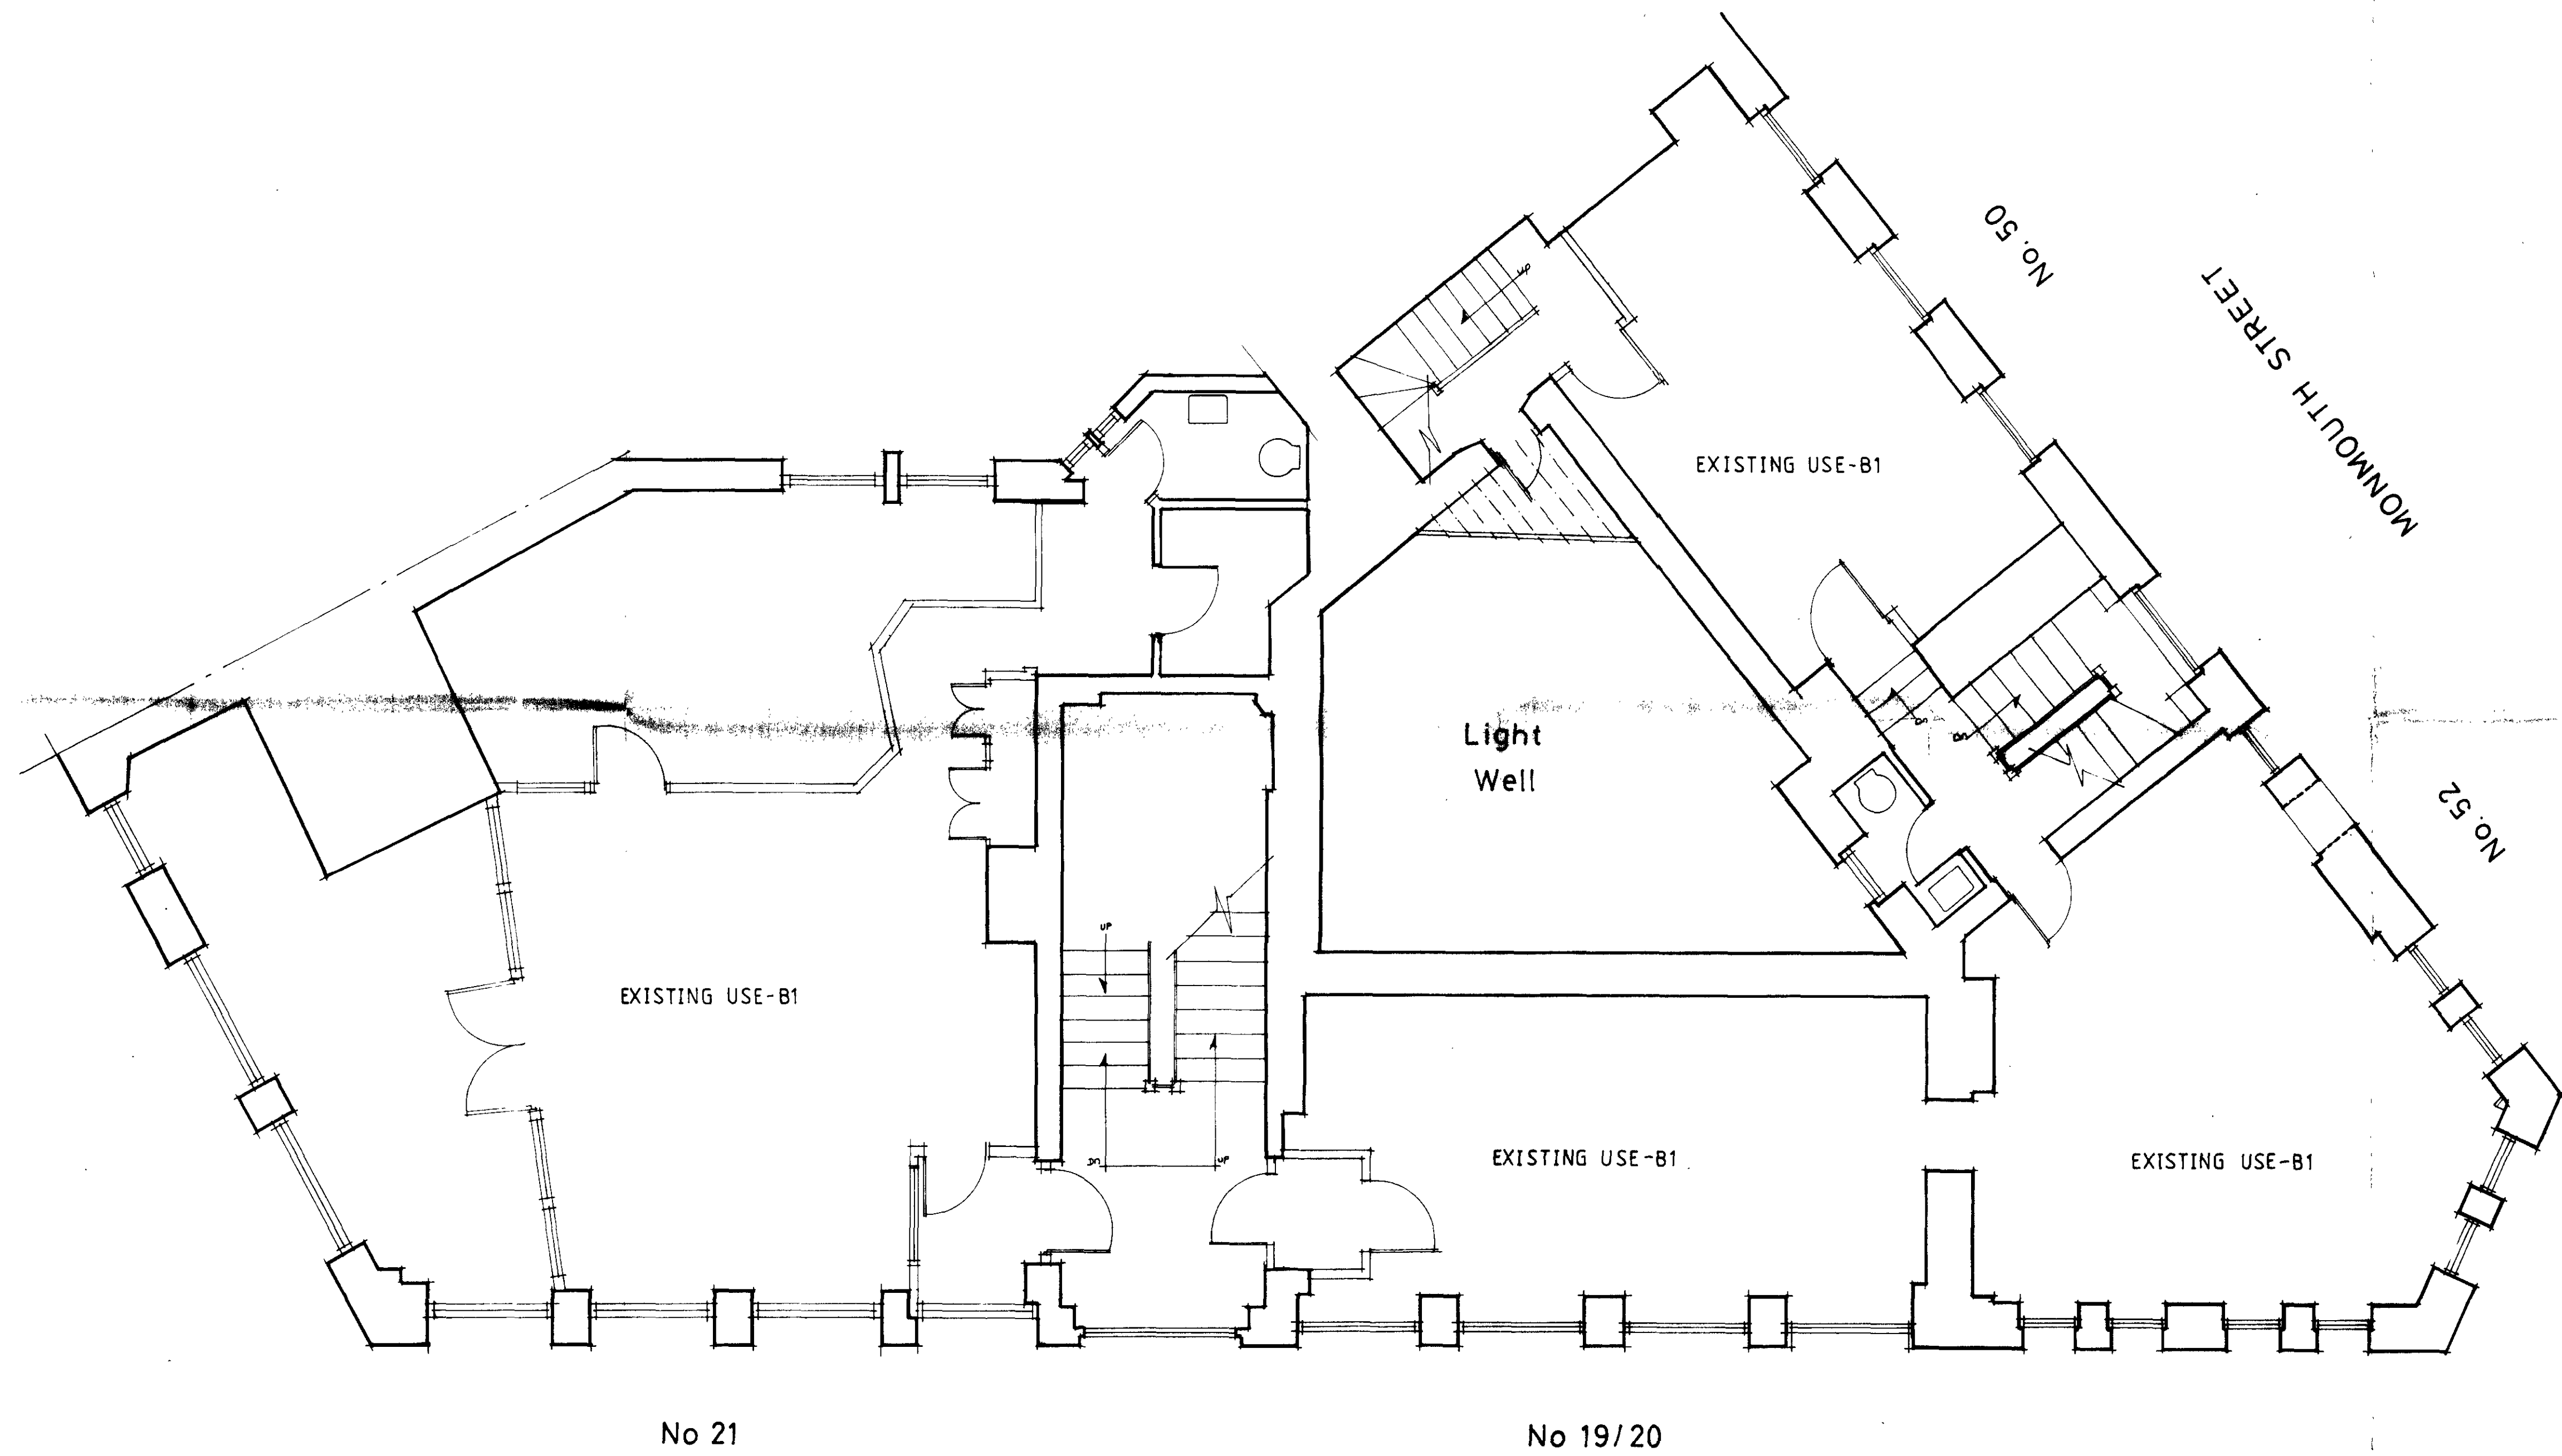 No. 50
MONMOUTH STREET
UP
EXISTING USE-B1
Light
Well
No. 52
UP
EXISTING USE-B1
DN
UP
EXISTING USE-B1
EXISTING USE-B1
No 21
No 19/20